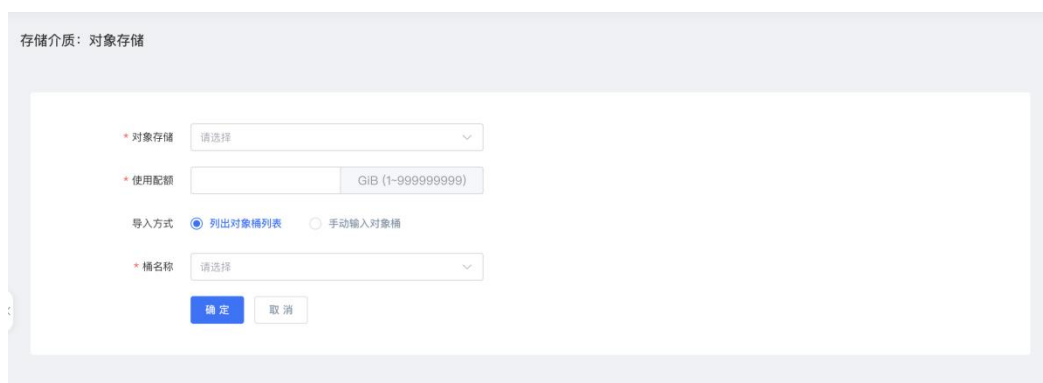 存储介质：对象存储
* 对象存储 请选择
* 使用配额 GiB (1~999999999)
导入方式 列出对象桶列表 手动输入对象桶
* 桶名称 请选择
确 定 取 消